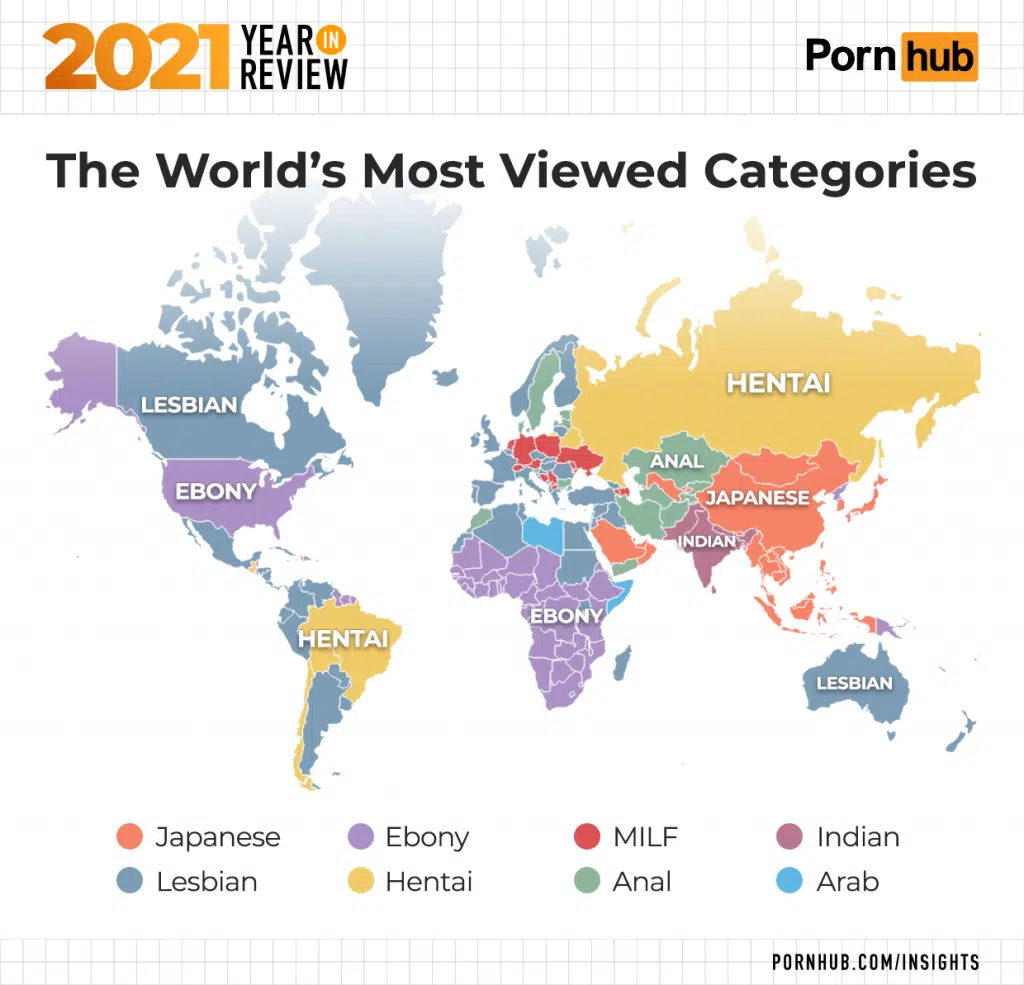 2021 YEAR IN REVIEW
Porn hub
The World's Most Viewed Categories
HENTAI
LESBIAN
ANAL
EBONY
JAPANESE
INDIAN
EBONY
HENTAI
LESBIAN
Japanese Ebony MILF Indian
Lesbian Hentai Anal Arab
PORNHUB.COM/INSIGHTS